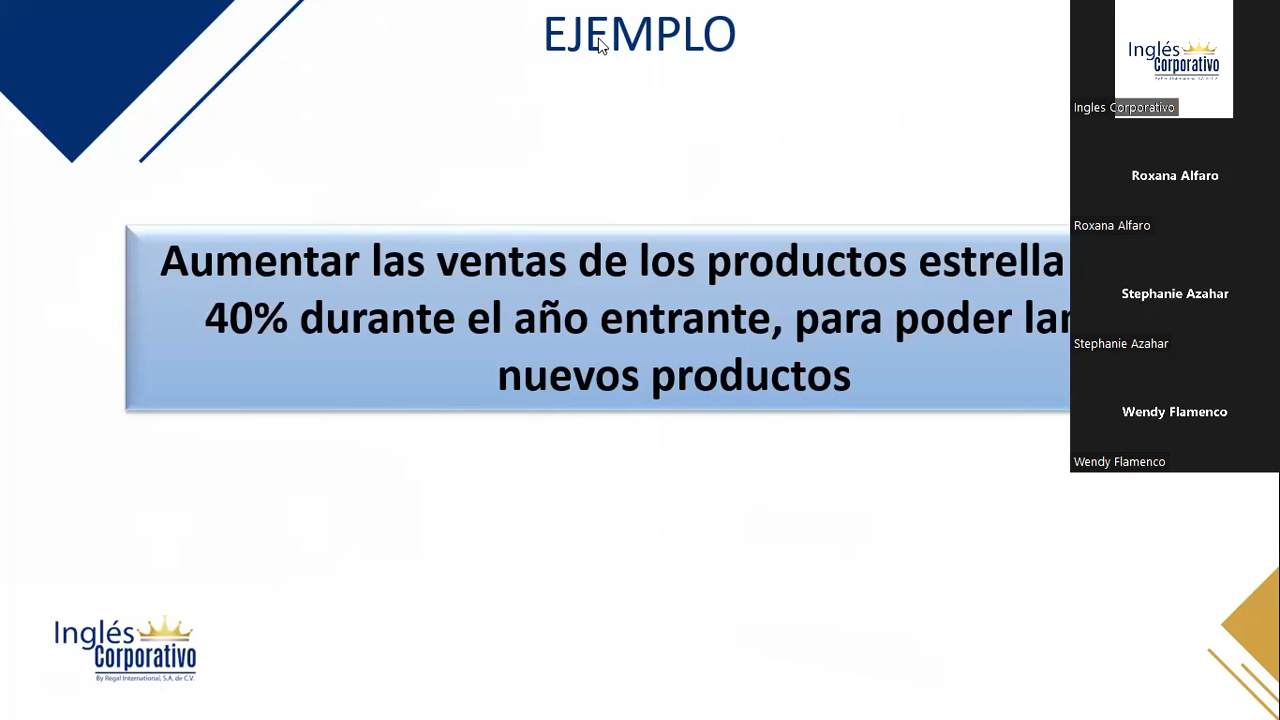 EJEMPLO
Aumentar las ventas de los productos estrella
40% durante el año entrante, para poder
nuevos productos
Inglés
Corporativo
By Regal International, S.A. de C.V.
Inglés
Corporativo
Ingles Corporativo
Roxana Alfaro
Roxana Alfaro
Stephanie Azahar
Stephanie Azahar
Wendy Flamenco
Wendy Flamenco